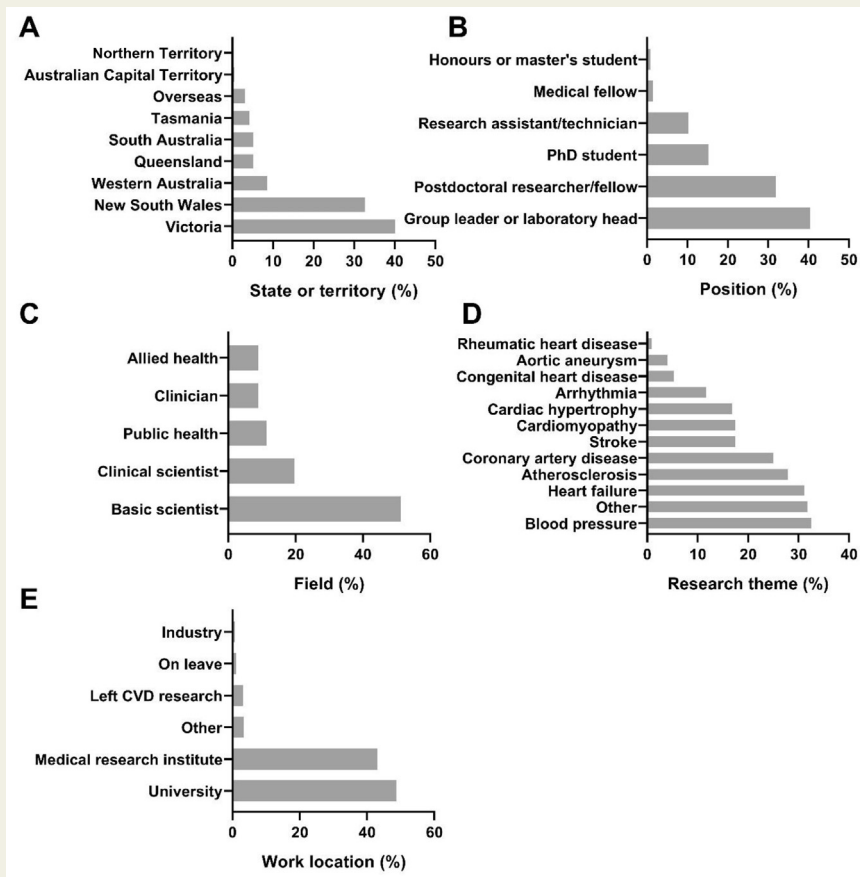 A
Northern Territory
Australian Capital Territory
Overseas
Tasmania
South Australia
Queensland
Western Australia
New South Wales
Victoria
0 10 20 30 40 50
State or territory (%)
B
Honours or master's student
Medical fellow
Research assistant/technician
PhD student
Postdoctoral researcher/fellow
Group leader or laboratory head
0 10 20 30 40 50
Position (%)
C
Allied health
Clinician
Public health
Clinical scientist
Basic scientist
0 20 40 60
Field (%)
D
Rheumatic heart disease
Aortic aneurysm
Congenital heart disease
Arrhythmia
Cardiac hypertrophy
Cardiomyopathy
Stroke
Coronary artery disease
Atherosclerosis
Heart failure
Other
Blood pressure
0 10 20 30 40
Research theme (%)
E
Industry
On leave
Left CVD research
Other
Medical research institute
University
0 20 40 60
Work location (%)